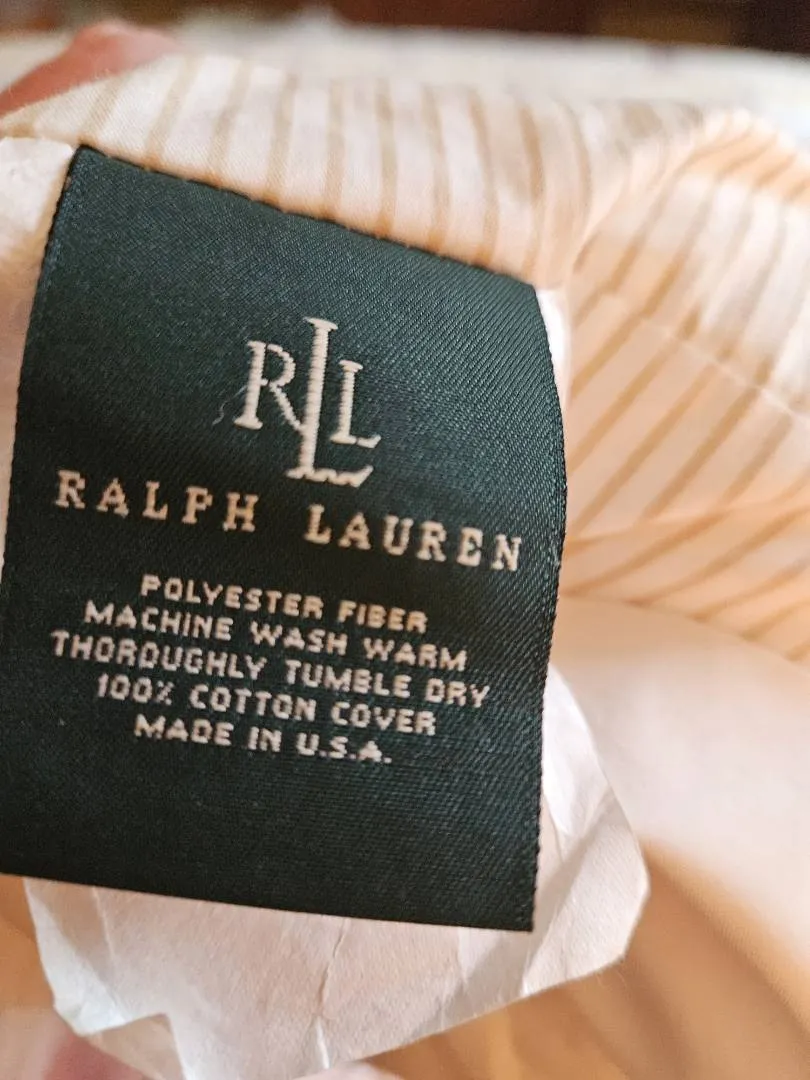 RLL
RALPH LAUREN
POLYESTER FIBER
MACHINE WASH WARM
THOROUGHLY TUMBLE DRY
100% COTTON COVER
MADE IN U.S.A.